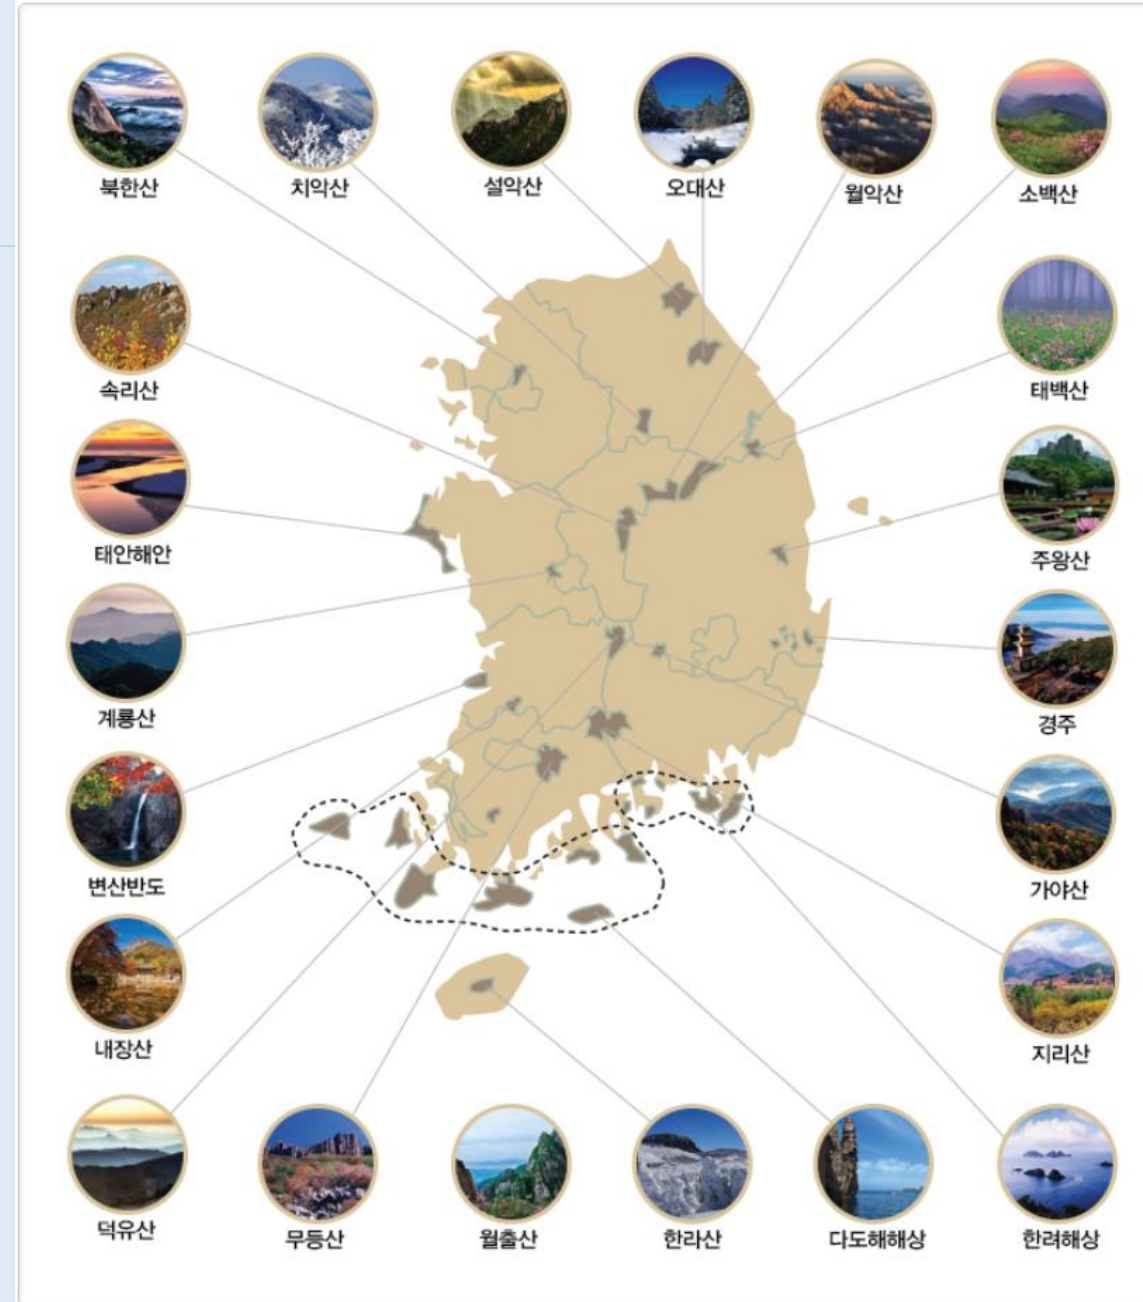 북한산
치악산
설악산
오대산
월악산
소백산
속리산
태백산
태안해안
주왕산
계룡산
경주
변산반도
가야산
내장산
지리산
덕유산
무등산
월출산
한라산
다도해해상
한려해상